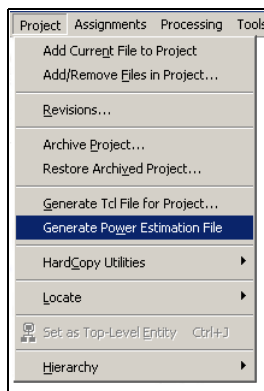 Project Assignments Processing Tools
Add Current File to Project
Add/Remove Files in Project...
Revisions...
Archive Project...
Restore Archived Project...
Generate Tcl File for Project...
Generate Power Estimation File
HardCopy Utilities
Locate
Set as Top-Level Entity Ctrl+J
Hierarchy